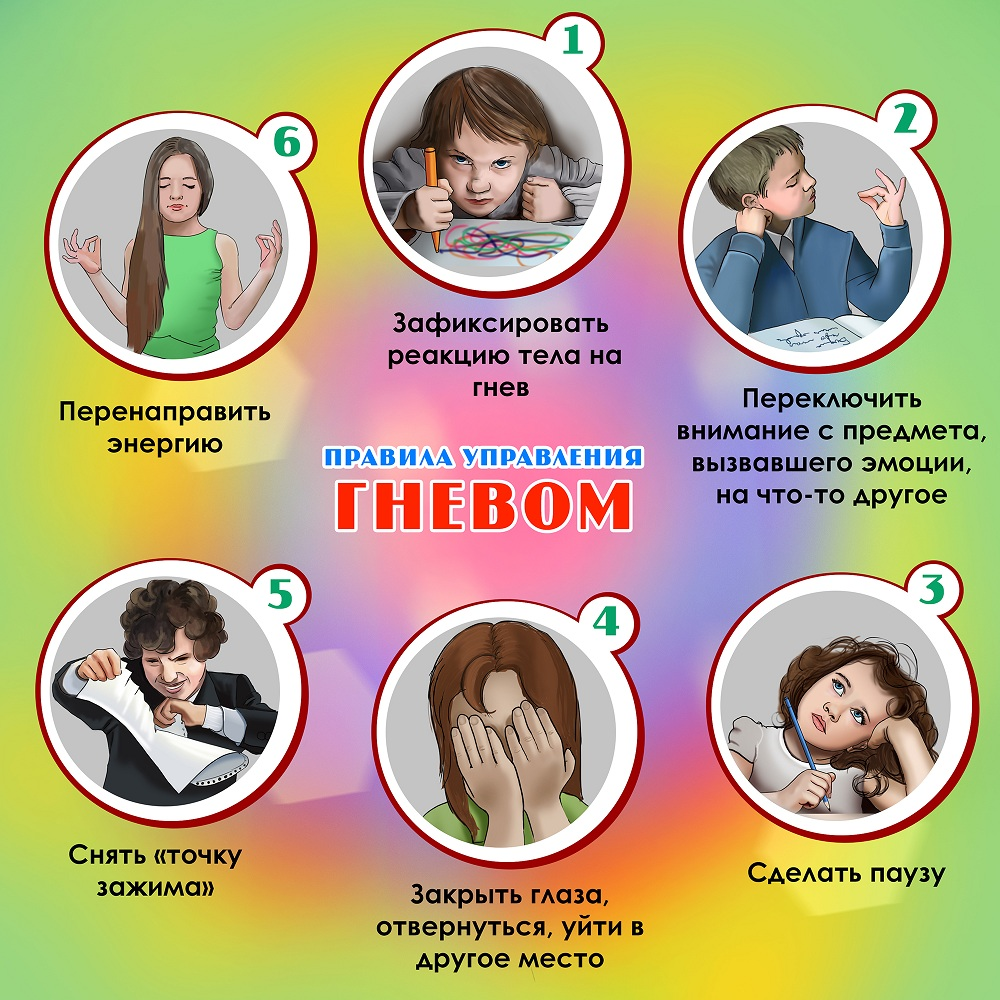 ПРАВИЛА УПРАВЛЕНИЯ
ГНЕВОМ
1
Зафиксировать
реакцию тела на
гнев
2
Переключить
внимание с предмета,
вызвавшего эмоции,
на что-то другое
3
Сделать паузу
4
Закрыть глаза,
отвернуться, уйти в
другое место
5
Снять «точку
зажима»
6
Перенаправить
энергию